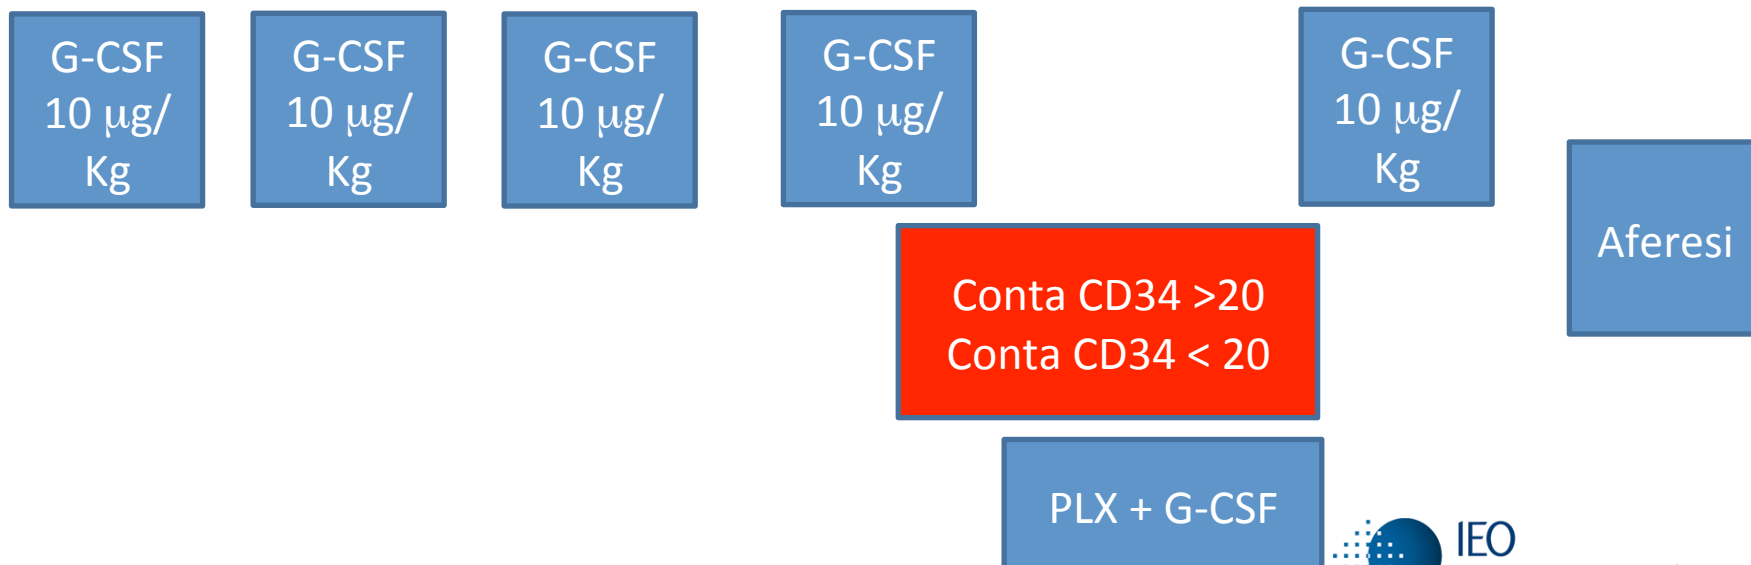 G-CSF
10 μg/
Kg
G-CSF
10 μg/
Kg
G-CSF
10 μg/
Kg
G-CSF
10 μg/
Kg
G-CSF
10 μg/
Kg
Aferesi
Conta CD34 >20
Conta CD34 < 20
PLX + G-CSF
IEO